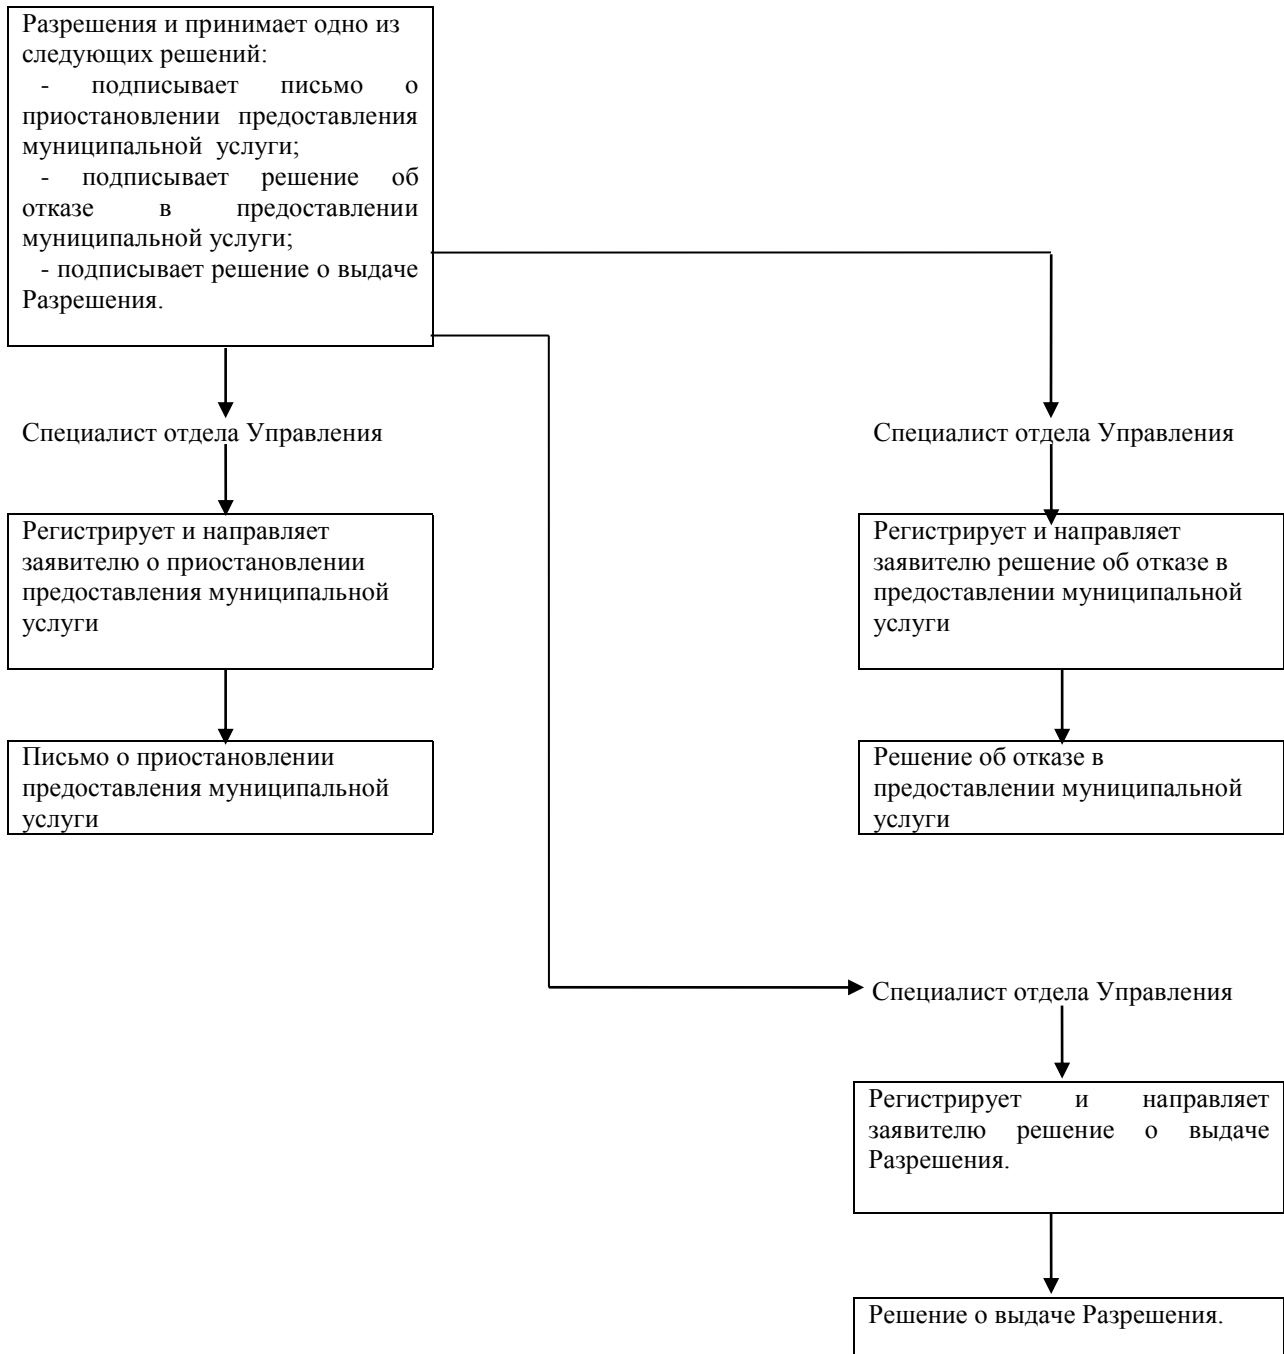 Разрешения и принимает одно из
следующих решений:
- подписывает письмо о
приостановлении предоставления
муниципальной услуги;
- подписывает решение об
отказе в предоставлении
муниципальной услуги;
- подписывает решение о выдаче
Разрешения.
Специалист отдела Управления
Специалист отдела Управления
Регистрирует и направляет
заявителю о приостановлении
предоставления муниципальной
услуги
Регистрирует и направляет
заявителю решение об отказе в
предоставлении муниципальной
услуги
Письмо о приостановлении
предоставления муниципальной
услуги
Решение об отказе в
предоставлении муниципальной
услуги
Специалист отдела Управления
Регистрирует и направляет
заявителю решение о выдаче
Разрешения.
Решение о выдаче Разрешения.